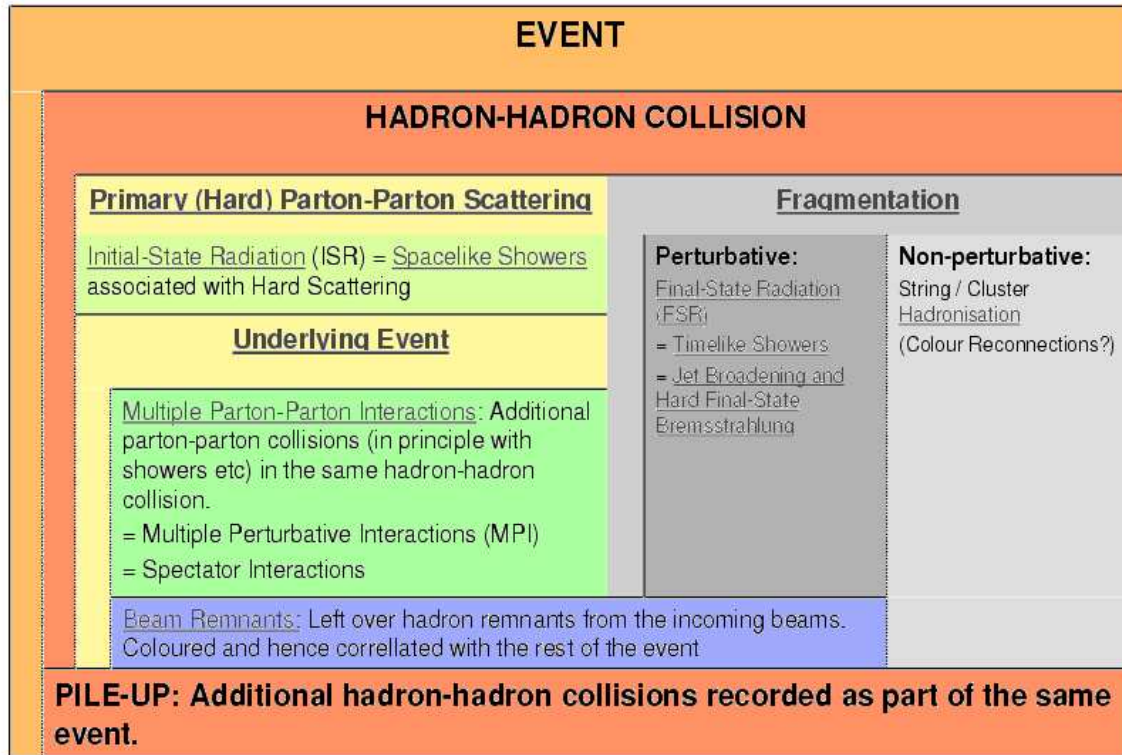 EVENT
HADRON-HADRON COLLISION
Primary (Hard) Parton-Parton Scattering
Initial-State Radiation (ISR) = Spacelike Showers
associated with Hard Scattering
Underlying Event
Multiple Parton-Parton Interactions: Additional
parton-parton collisions (in principle with
showers etc) in the same hadron-hadron
collision.
= Multiple Perturbative Interactions (MPI)
= Spectator Interactions
Beam Remnants: Left over hadron remnants from the incoming beams.
Coloured and hence correllated with the rest of the event
Fragmentation
Perturbative:
Final-State Radiation
(FSR)
= Timelike Showers
= Jet Broadening and
Hard Final-State
Bremsstrahlung
Non-perturbative:
String / Cluster
Hadronisation
(Colour Reconnections?)
PILE-UP: Additional hadron-hadron collisions recorded as part of the same
event.